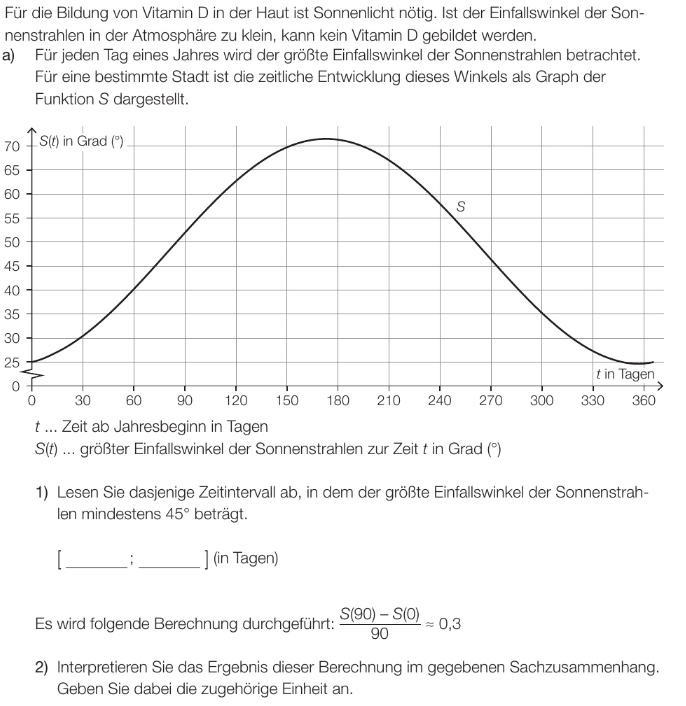 Für die Bildung von Vitamin D in der Haut ist Sonnenlicht nötig. Ist der Einfallswinkel der Son-
nenstrahlen in der Atmosphäre zu klein, kann kein Vitamin D gebildet werden.
a) Für jeden Tag eines Jahres wird der größte Einfallswinkel der Sonnenstrahlen betrachtet.
Für eine bestimmte Stadt ist die zeitliche Entwicklung dieses Winkels als Graph der
Funktion S dargestellt.
S(t) in Grad (°)
70
65
60
S
55
50
45
40
35
30
25
t in Tagen
0
0 30 60 90 120 150 180 210 240 270 300 330 360
t ... Zeit ab Jahresbeginn in Tagen
S(t) ... größter Einfallswinkel der Sonnenstrahlen zur Zeit t in Grad (°)
1) Lesen Sie dasjenige Zeitintervall ab, in dem der größte Einfallswinkel der Sonnenstrah-
len mindestens 45° beträgt.
[ ________ ; ________ ] (in Tagen)
Es wird folgende Berechnung durchgeführt: S(90) – S(0) / 90 ≈ 0,3
2) Interpretieren Sie das Ergebnis dieser Berechnung im gegebenen Sachzusammenhang.
Geben Sie dabei die zugehörige Einheit an.